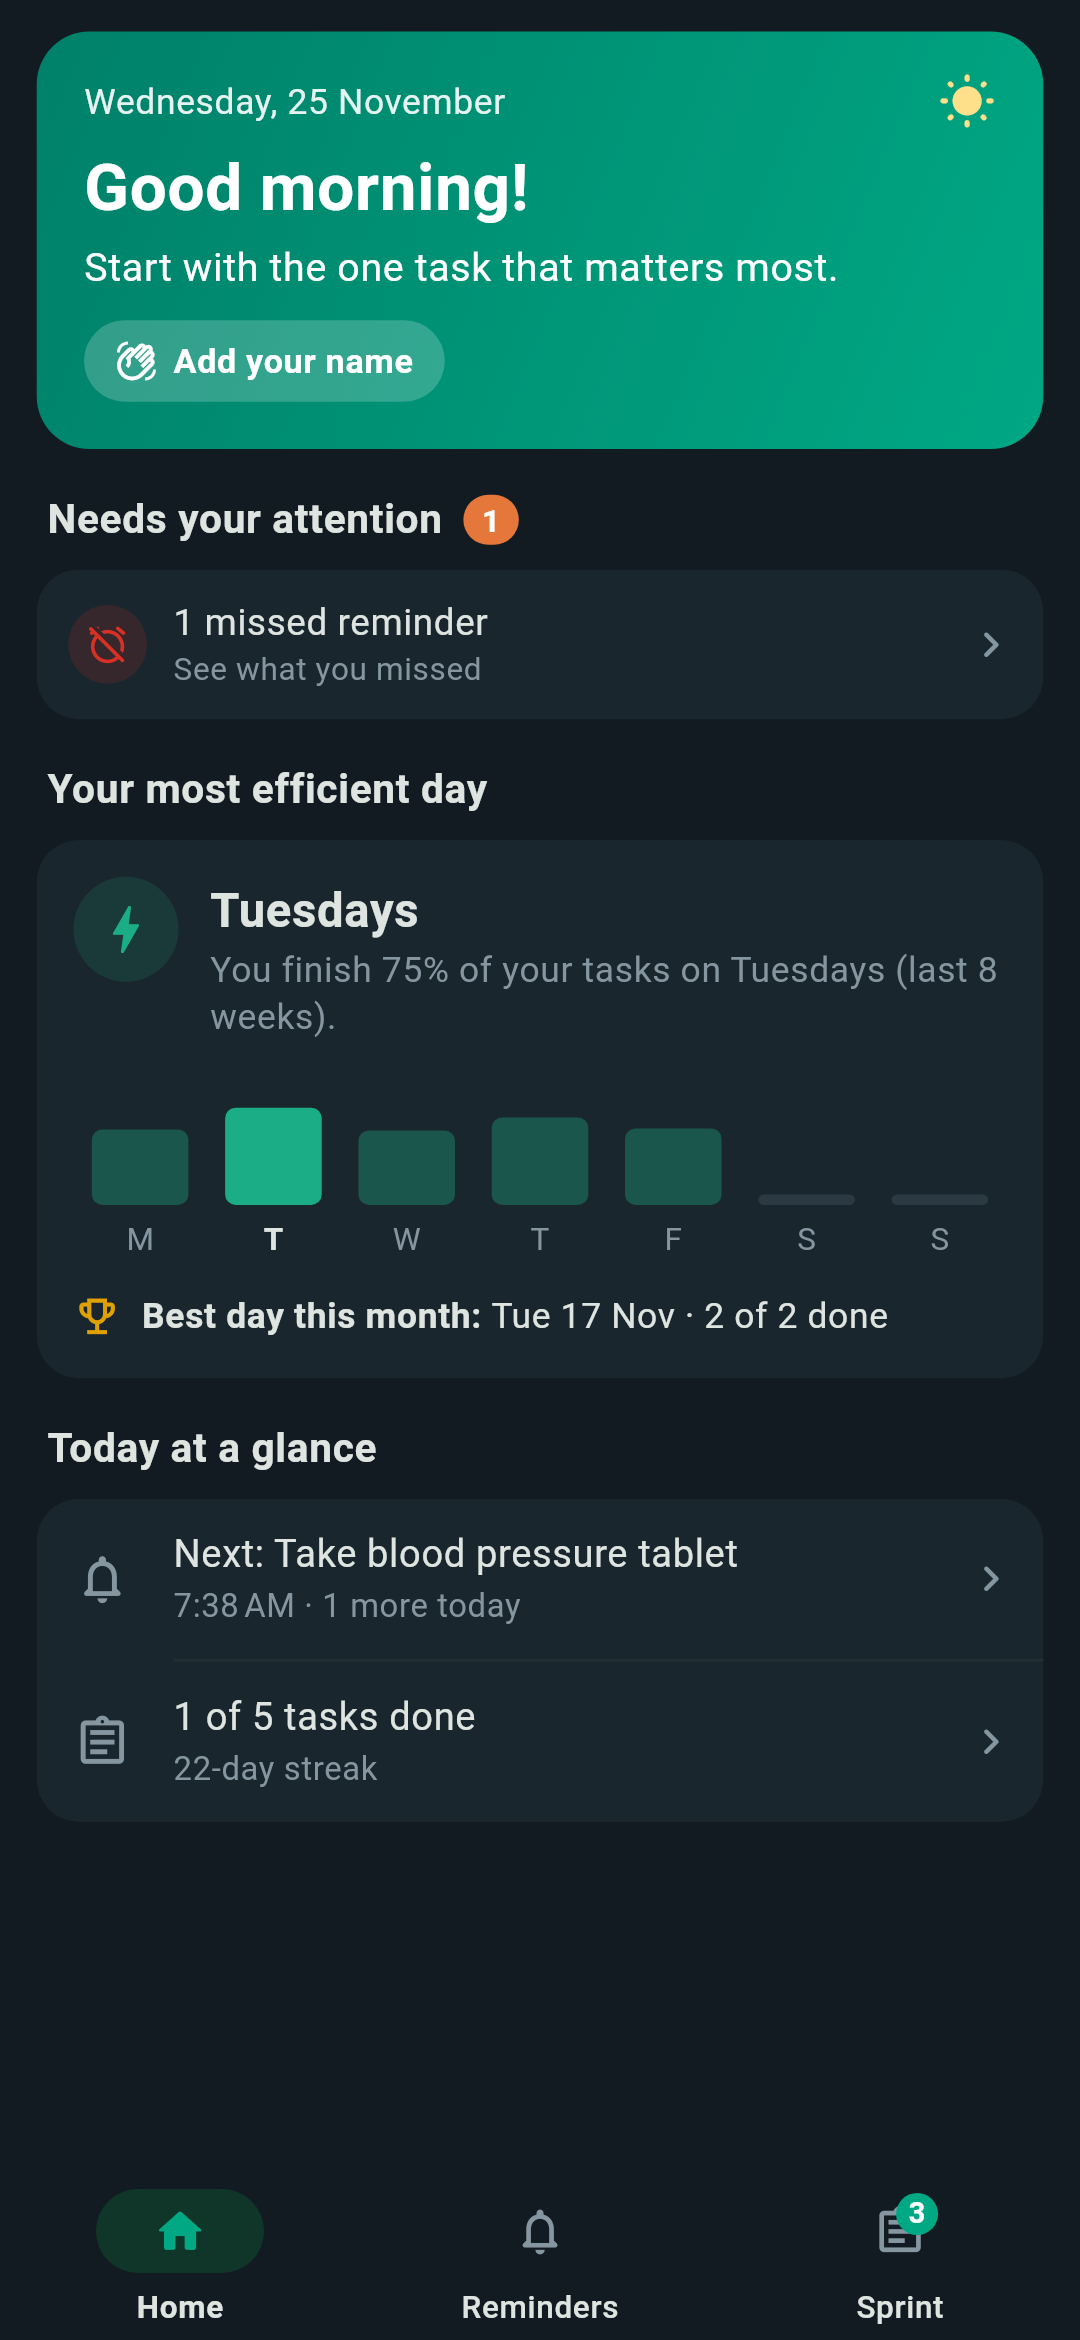 Wednesday, 25 November
Good morning!
Start with the one task that matters most.
Add your name
Needs your attention 1
1 missed reminder
See what you missed
Your most efficient day
Tuesdays
You finish 75% of your tasks on Tuesdays (last 8
weeks).
M T W T F S S
Best day this month: Tue 17 Nov · 2 of 2 done
Today at a glance
Next: Take blood pressure tablet
7:38 AM · 1 more today
1 of 5 tasks done
22-day streak
3
Home Reminders Sprint